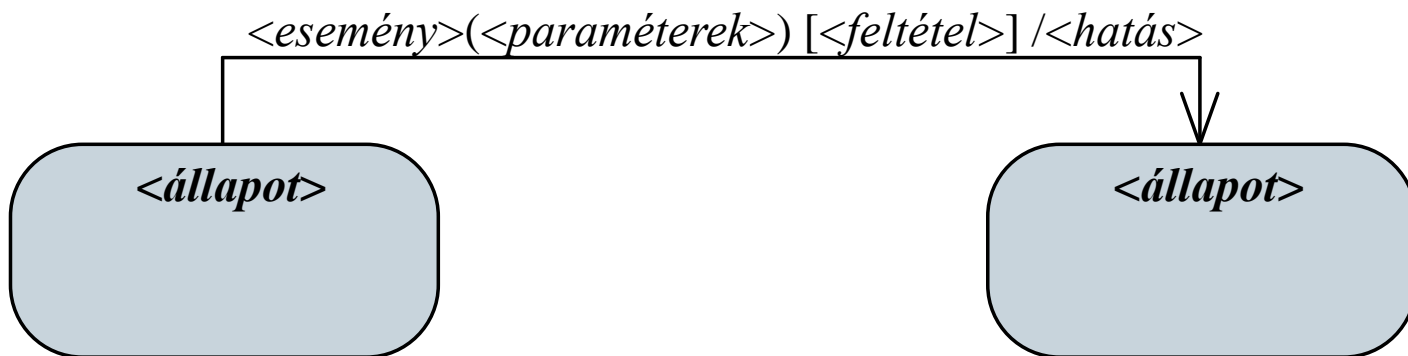 <esemény>(<paraméterek>) [<feltétel>] /<hatás>
<állapot>
<állapot>